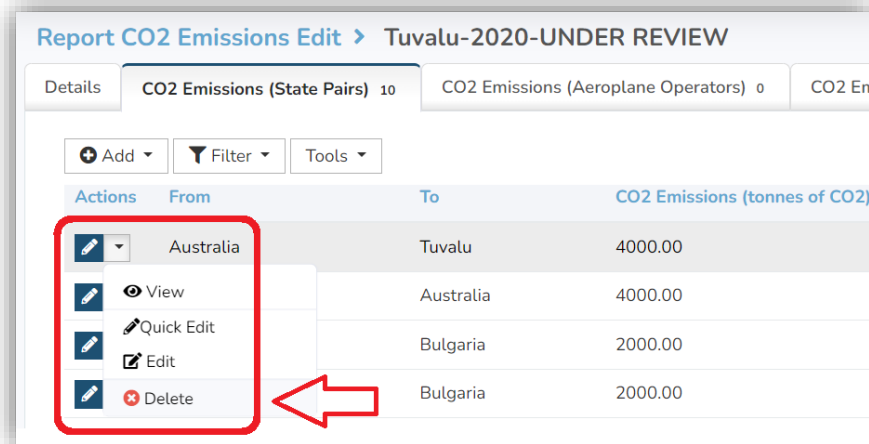 Report CO2 Emissions Edit > Tuvalu-2020-UNDER REVIEW
Details CO2 Emissions (State Pairs) 10 CO2 Emissions (Aeroplane Operators) 0 CO2 Em
Add Filter Tools
Actions From To CO2 Emissions (tonnes of CO2)
Australia Tuvalu 4000.00
View Australia 4000.00
Quick Edit
Bulgaria 2000.00
Edit
Delete Bulgaria 2000.00